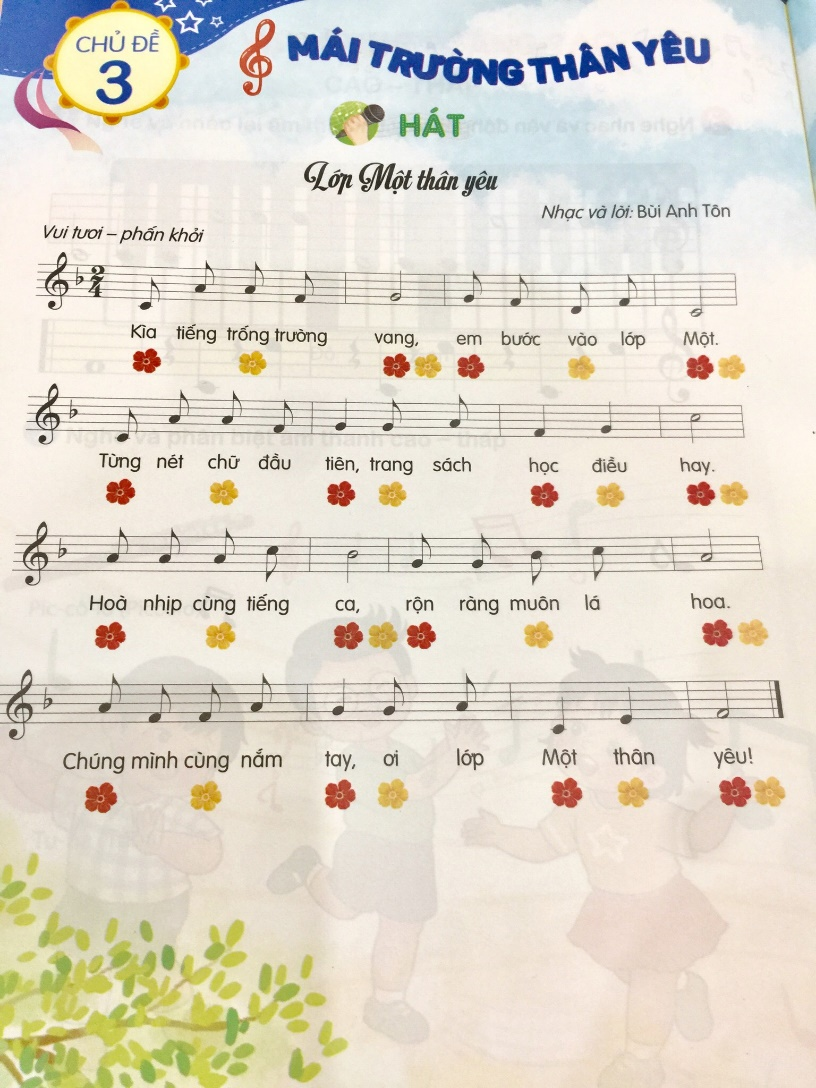 CHỦ ĐỀ
3
MÁI TRƯỜNG THÂN YÊU
HÁT
Lớp Một thân yêu
Nhạc và lời: Bùi Anh Tôn
Vui tươi – phấn khởi
2
4
Kìa tiếng trống trường vang, em bước vào lớp Một.
Từng nét chữ đầu tiên, trang sách học điều hay.
Hoà nhịp cùng tiếng ca, rộn ràng muôn lá hoa.
Chúng mình cùng nắm tay, ơi lớp Một thân yêu!